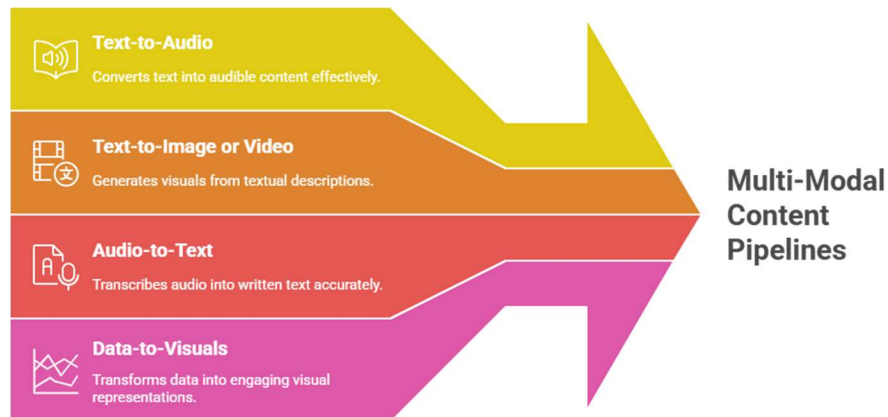 Text-to-Audio
Converts text into audible content effectively.
Text-to-Image or Video
Generates visuals from textual descriptions.
Audio-to-Text
Transcribes audio into written text accurately.
Data-to-Visuals
Transforms data into engaging visual
representations.
Multi-Modal
Content
Pipelines
文
A